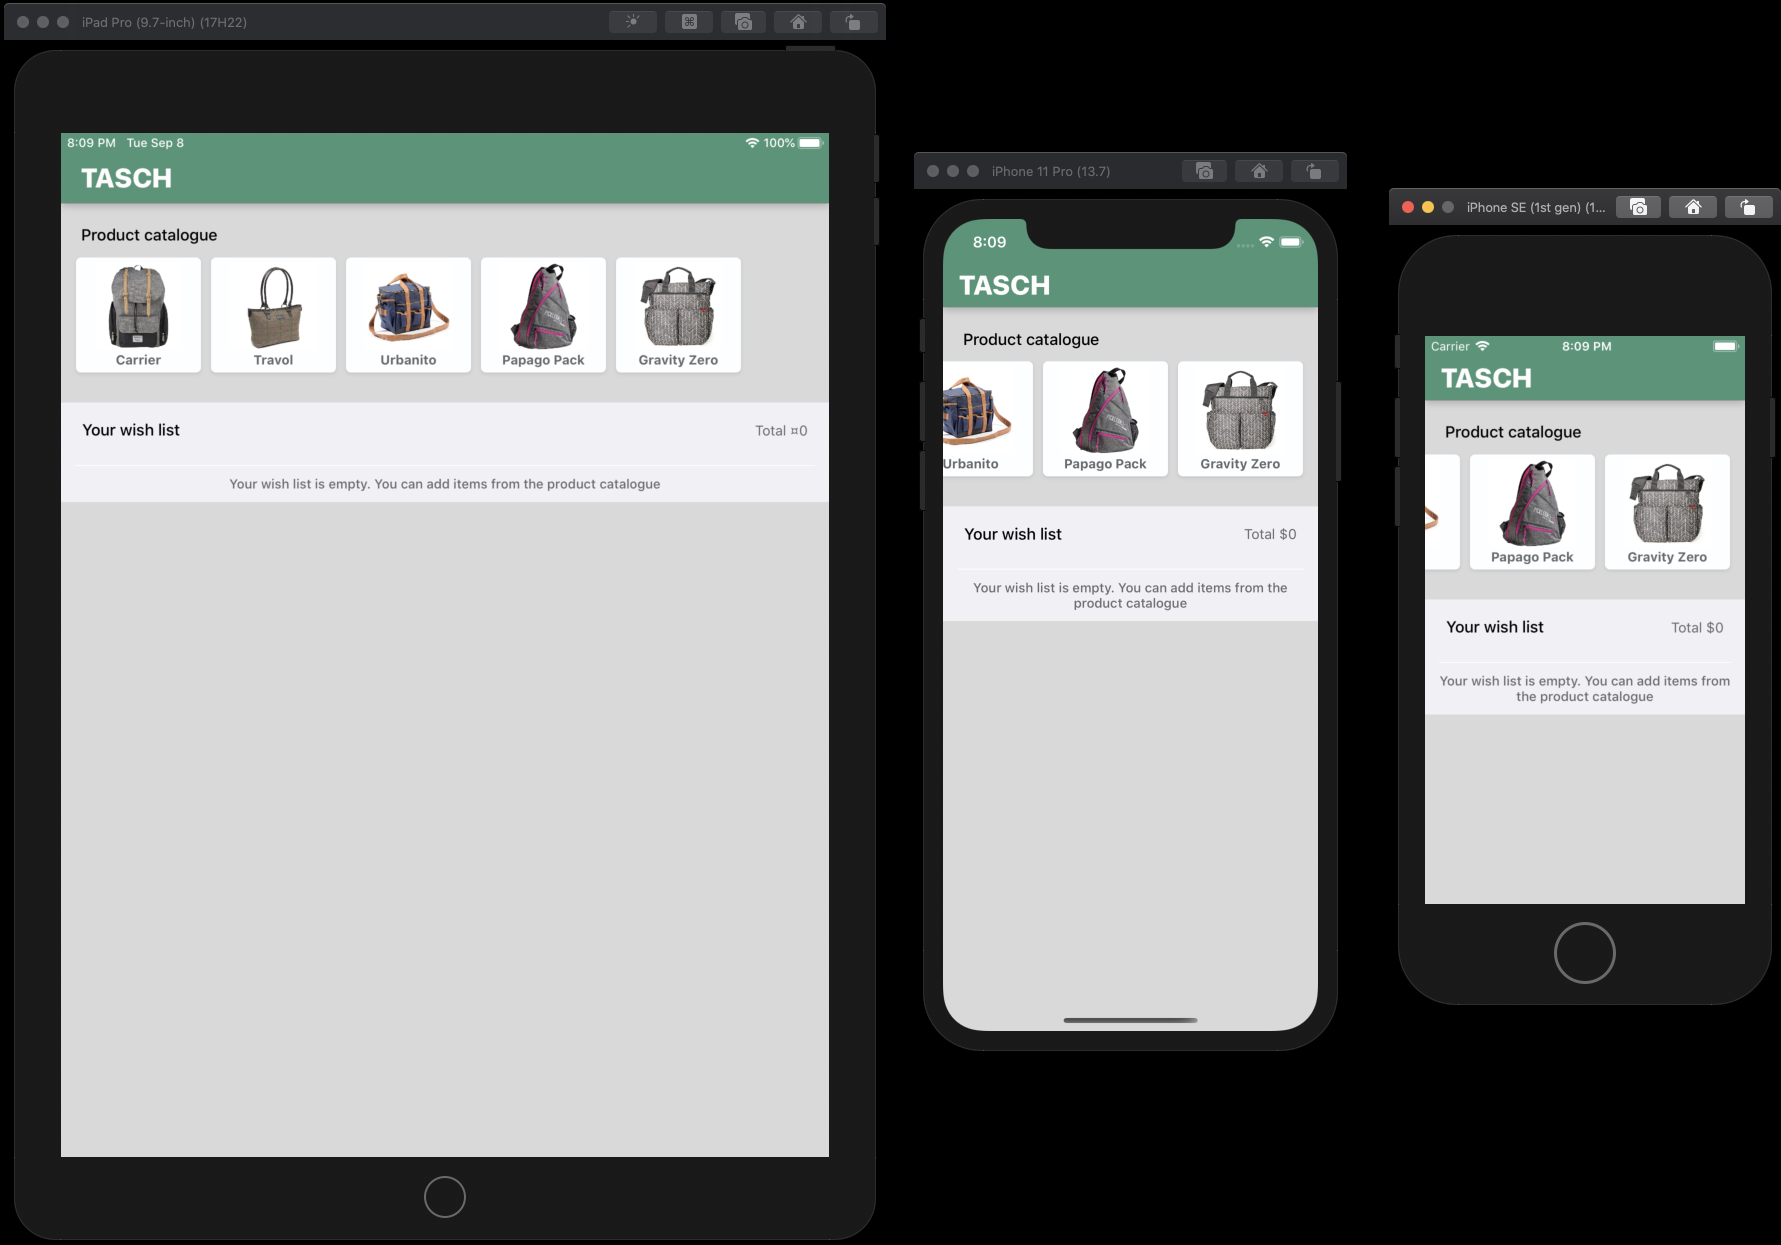 iPad Pro (9.7-inch) (17H22)
8:09 PM Tue Sep 8
100%
TASCH
Product catalogue
Carrier
Travol
Urbanito
Papago Pack
Gravity Zero
Your wish list
Total ¤0
Your wish list is empty. You can add items from the product catalogue
iPhone 11 Pro (13.7)
8:09
TASCH
Product catalogue
Urbanito
Papago Pack
Gravity Zero
Your wish list
Total $0
Your wish list is empty. You can add items from the
product catalogue
iPhone SE (1st gen) (1...
Carrier
8:09 PM
TASCH
Product catalogue
Papago Pack
Gravity Zero
Your wish list
Total $0
Your wish list is empty. You can add items from
the product catalogue